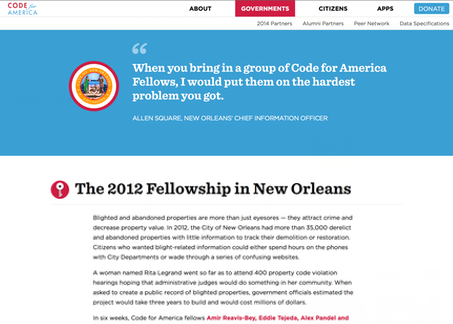 CODE for
AMERICA
ABOUT GOVERNMENTS CITIZENS APPS DONATE
2014 Partners Alumni Partners Peer Network Data Specifications
“
When you bring in a group of Code for America
Fellows, I would put them on the hardest
problem you got.
ALLEN SQUARE, NEW ORLEANS' CHIEF INFORMATION OFFICER
The 2012 Fellowship in New Orleans
Blighted and abandoned properties are more than just eyesores — they attract crime and
decrease property value. In 2012, the City of New Orleans had more than 35,000 derelict
and abandoned properties with little information to track their demolition or restoration.
Citizens who wanted blight-related information could either spend hours on the phones
with City Departments or wade through a series of confusing websites.
A woman named Rita Legrand went so far as to attend 400 property code violation
hearings hoping that administrative judges would do something in her community. When
asked to create a public record of blighted properties, government officials estimated the
project would take three years to build and would cost millions of dollars.
In six weeks, Code for America fellows Amir Reavis-Bey, Eddie Tejeda, Alex Pandel and